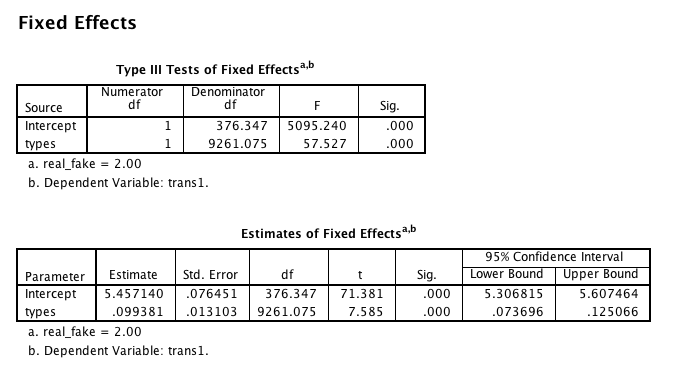 Fixed Effects
Type III Tests of Fixed Effects a,b
Source Numerator df Denominator df F Sig.
Intercept 1 376.347 5095.240 .000
types 1 9261.075 57.527 .000
a. real_fake = 2.00
b. Dependent Variable: trans1.
Estimates of Fixed Effects a,b
95% Confidence Interval
Parameter Estimate Std. Error df t Sig. Lower Bound Upper Bound
Intercept 5.457140 .076451 376.347 71.381 .000 5.306815 5.607464
types .099381 .013103 9261.075 7.585 .000 .073696 .125066
a. real_fake = 2.00
b. Dependent Variable: trans1.